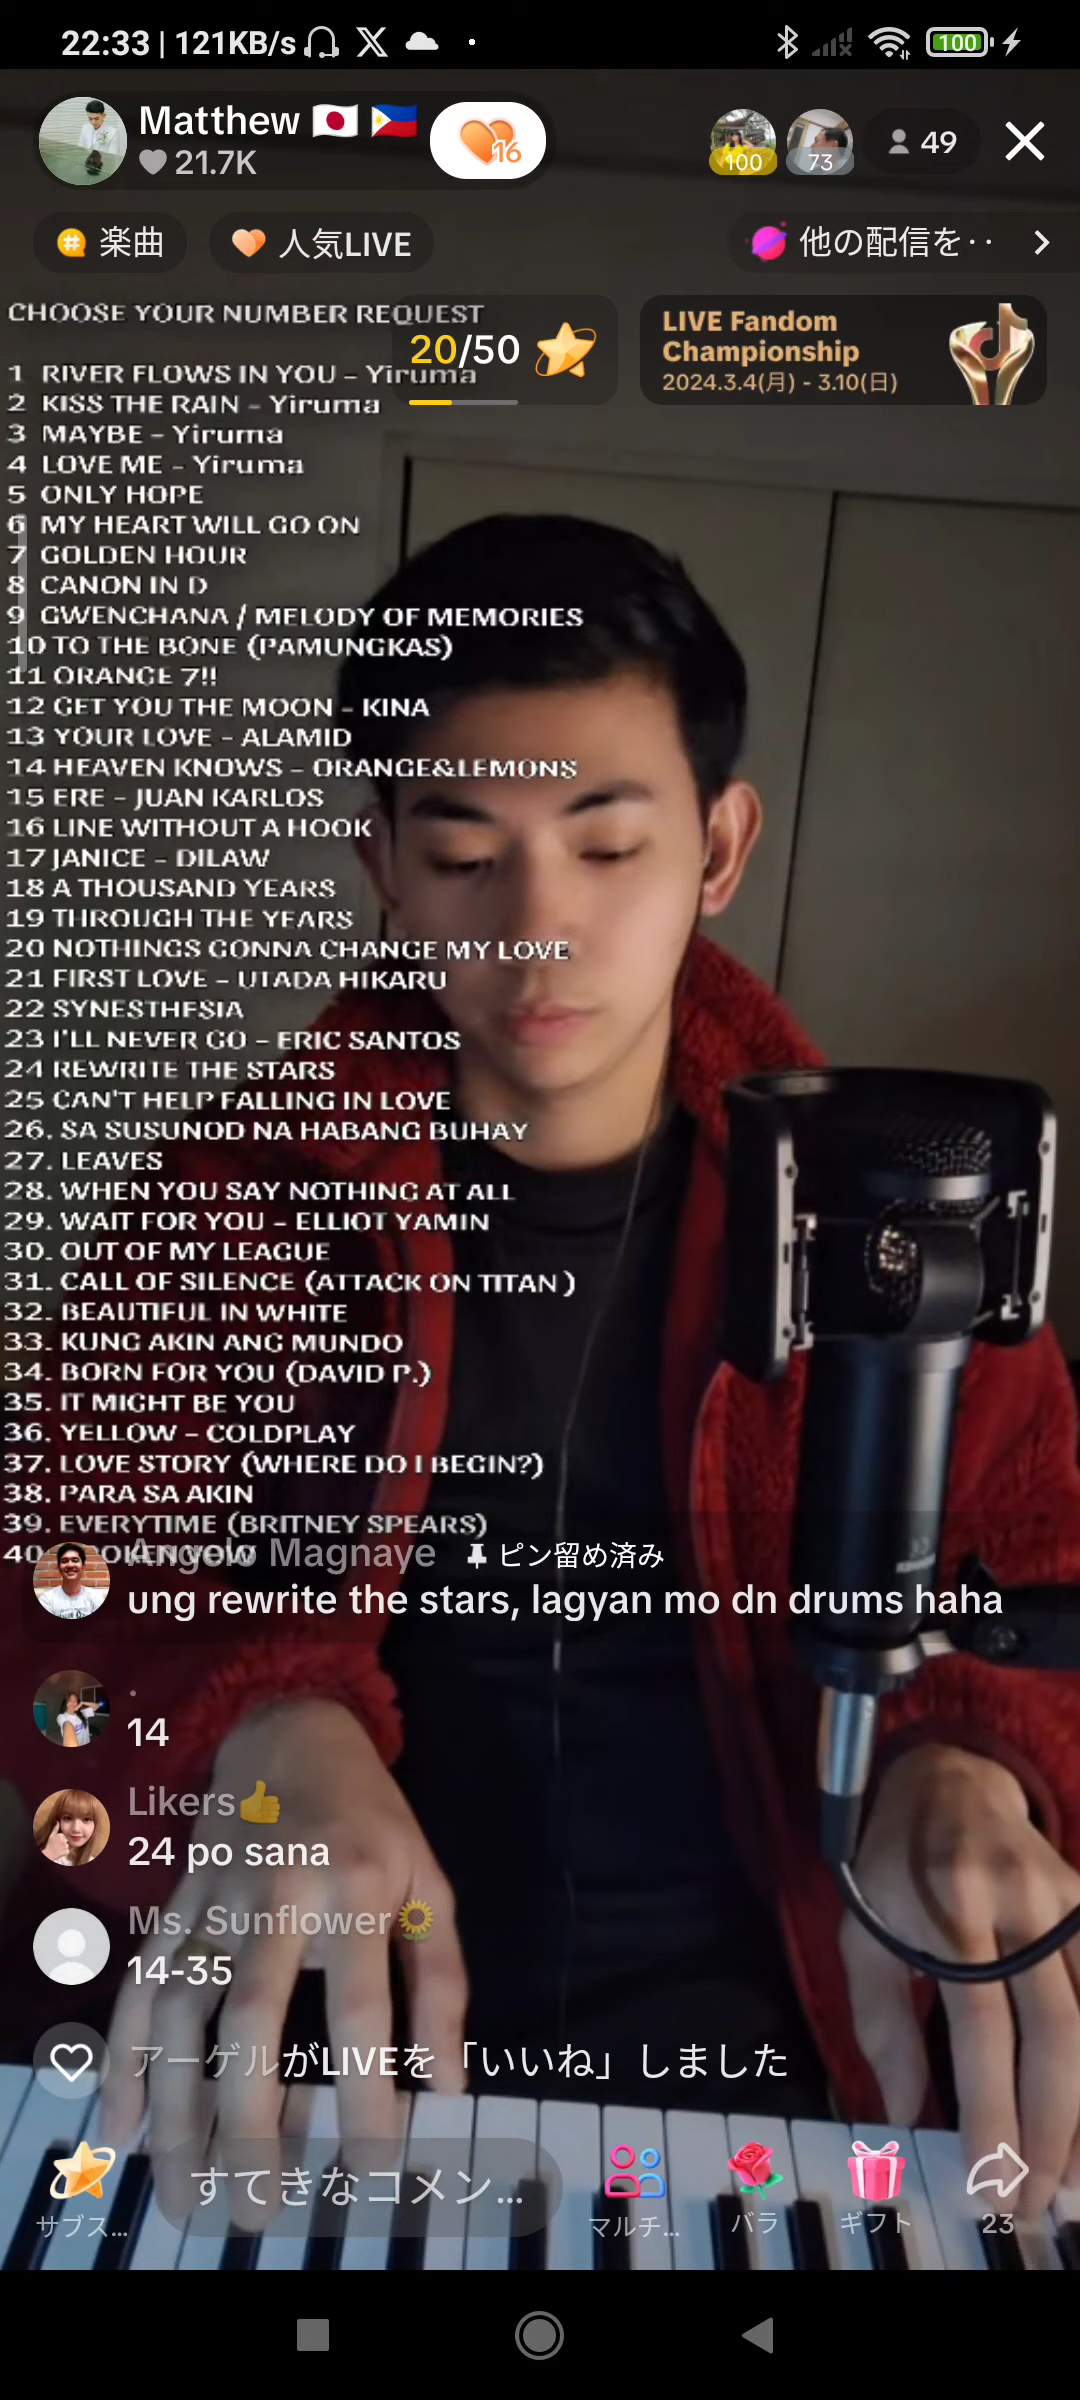 22:33 | 121KB/s
100
Matthew 🇯🇵 🇵🇭
21.7K
16
100
73
49
楽曲
人気LIVE
他の配信を‥
CHOOSE YOUR NUMBER REQUEST
20/50
LIVE Fandom
Championship
2024.3.4(月) - 3.10(日)
1 RIVER FLOWS IN YOU - Yiruma
2 KISS THE RAIN - Yiruma
3 MAYBE - Yiruma
4 LOVE ME - Yiruma
5 ONLY HOPE
6 MY HEART WILL GO ON
7 GOLDEN HOUR
8 CANON IN D
9 GWENCHANA / MELODY OF MEMORIES
10 TO THE BONE (PAMUNGKAS)
11 ORANGE 7!!
12 GET YOU THE MOON - KINA
13 YOUR LOVE - ALAMID
14 HEAVEN KNOWS - ORANGE&LEMONS
15 ERE - JUAN KARLOS
16 LINE WITHOUT A HOOK
17 JANICE - DILAW
18 A THOUSAND YEARS
19 THROUGH THE YEARS
20 NOTHINGS GONNA CHANGE MY LOVE
21 FIRST LOVE - UTADA HIKARU
22 SYNESTHESIA
23 I'LL NEVER GO - ERIC SANTOS
24 REWRITE THE STARS
25 CAN'T HELP FALLING IN LOVE
26. SA SUSUNOD NA HABANG BUHAY
27. LEAVES
28. WHEN YOU SAY NOTHING AT ALL
29. WAIT FOR YOU - ELLIOT YAMIN
30. OUT OF MY LEAGUE
31. CALL OF SILENCE (ATTACK ON TITAN )
32. BEAUTIFUL IN WHITE
33. KUNG AKIN ANG MUNDO
34. BORN FOR YOU (DAVID P.)
35. IT MIGHT BE YOU
36. YELLOW - COLDPLAY
37. LOVE STORY (WHERE DO I BEGIN?)
38. PARA SA AKIN
39. EVERYTIME (BRITNEY SPEARS)
40
Angelo Magnaye ピン留め済み
ung rewrite the stars, lagyan mo dn drums haha
.
14
Likers👍
24 po sana
Ms. Sunflower🌻
14-35
アーゲルがLIVEを「いいね」しました
サブス...
すてきなコメン...
マルチ...
バラ
ギフト
23